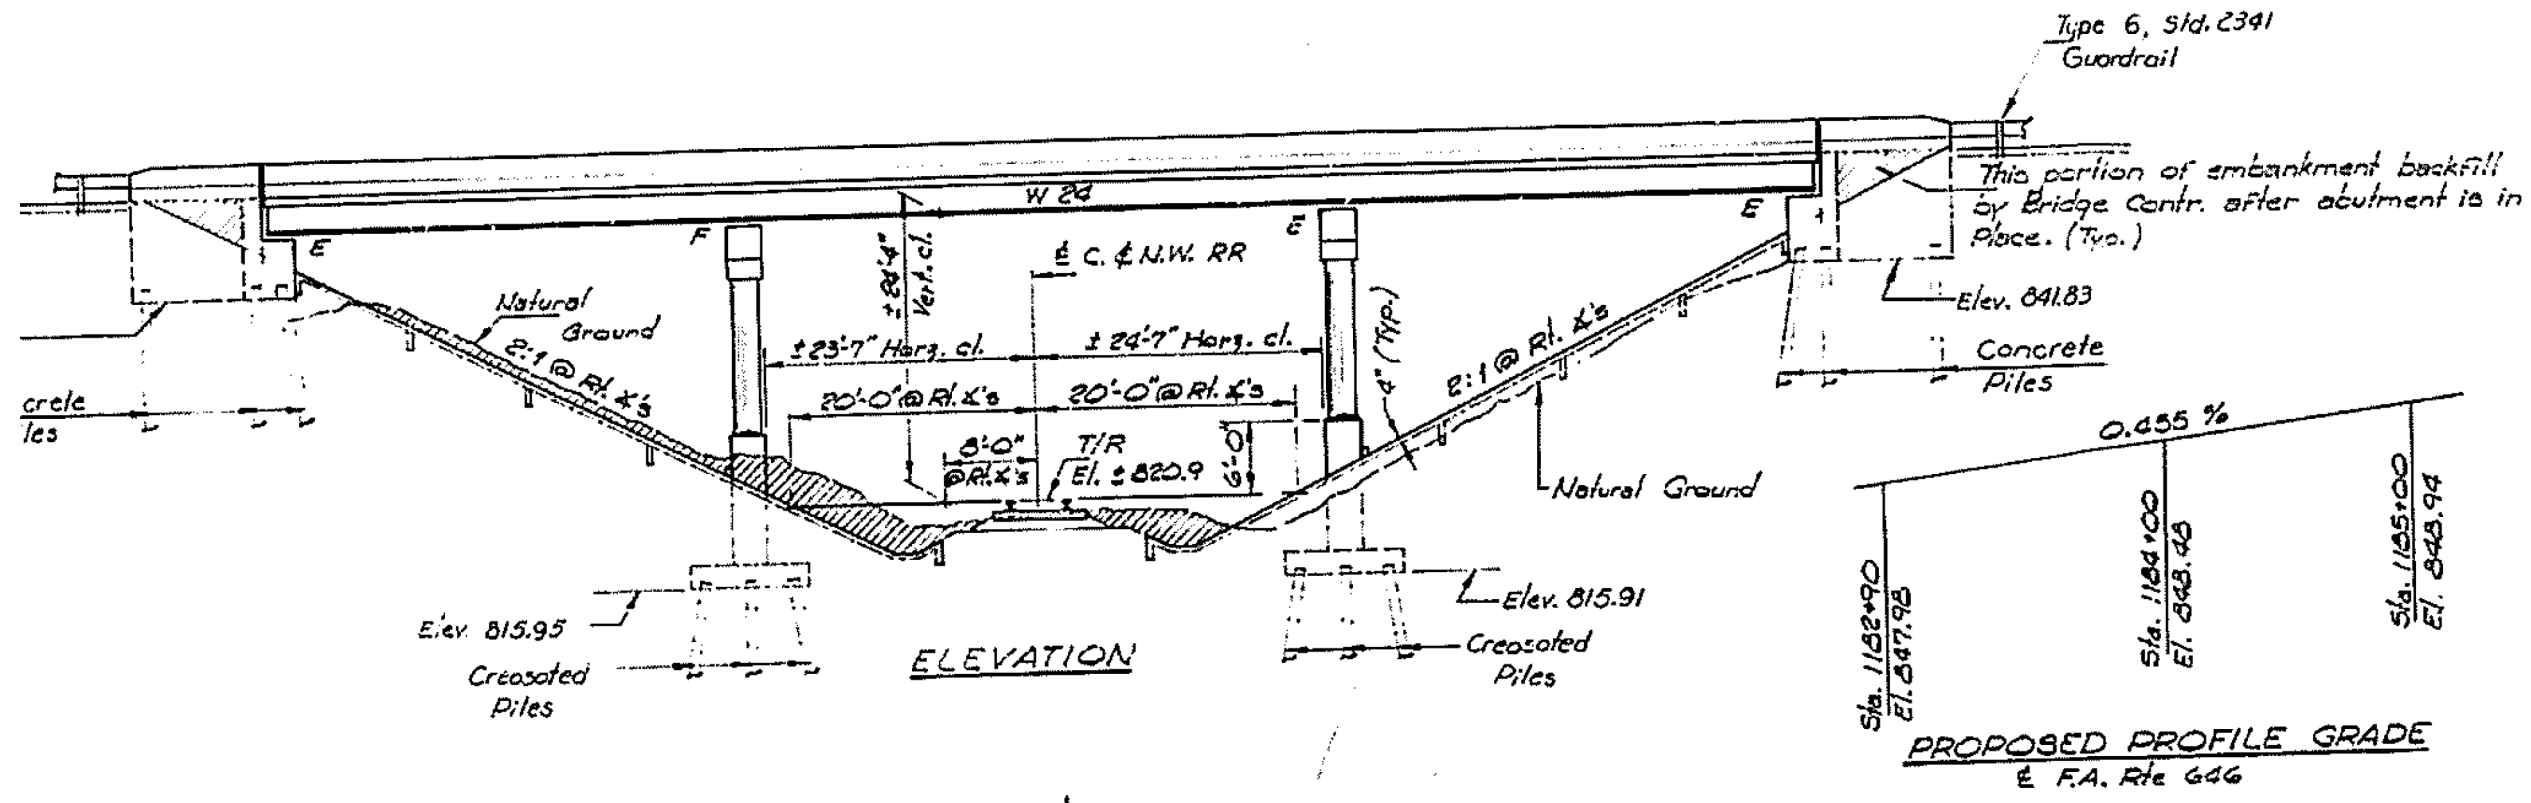 Type 6, Std. 2341
Guardrail
This portion of embankment backfill
by Bridge Contr. after abutment is in
Place. (Typ.)
W 24
E
F
E
E
℄ C. & N.W. RR
±24'-4"
Vert. cl.
Natural
Ground
2:1 @ Rt. ∠'s
±23'-7" Horz. cl.
±24'-7" Horz. cl.
20'-0" @ Rt. ∠'s
20'-0" @ Rt. ∠'s
8'-0"
@ Rt. ∠'s
T/R
El. ± 820.9
6'-0"
4" (Typ.)
2:1 @ Rt. ∠'s
Natural Ground
Elev. 841.83
Concrete
Piles
crete
les
Elev. 815.95
Creosoted
Piles
Elev. 815.91
Creosoted
Piles
ELEVATION
0.455 %
Sta. 1182+90
El. 847.98
Sta. 1184+00
El. 848.48
Sta. 1185+00
El. 848.94
PROPOSED PROFILE GRADE
℄ F.A. Rte 646